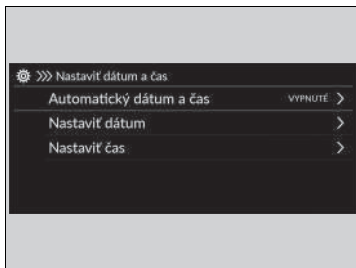 >>> Nastaviť dátum a čas
Automatický dátum a čas VYPNUTÉ >
Nastaviť dátum >
Nastaviť čas >